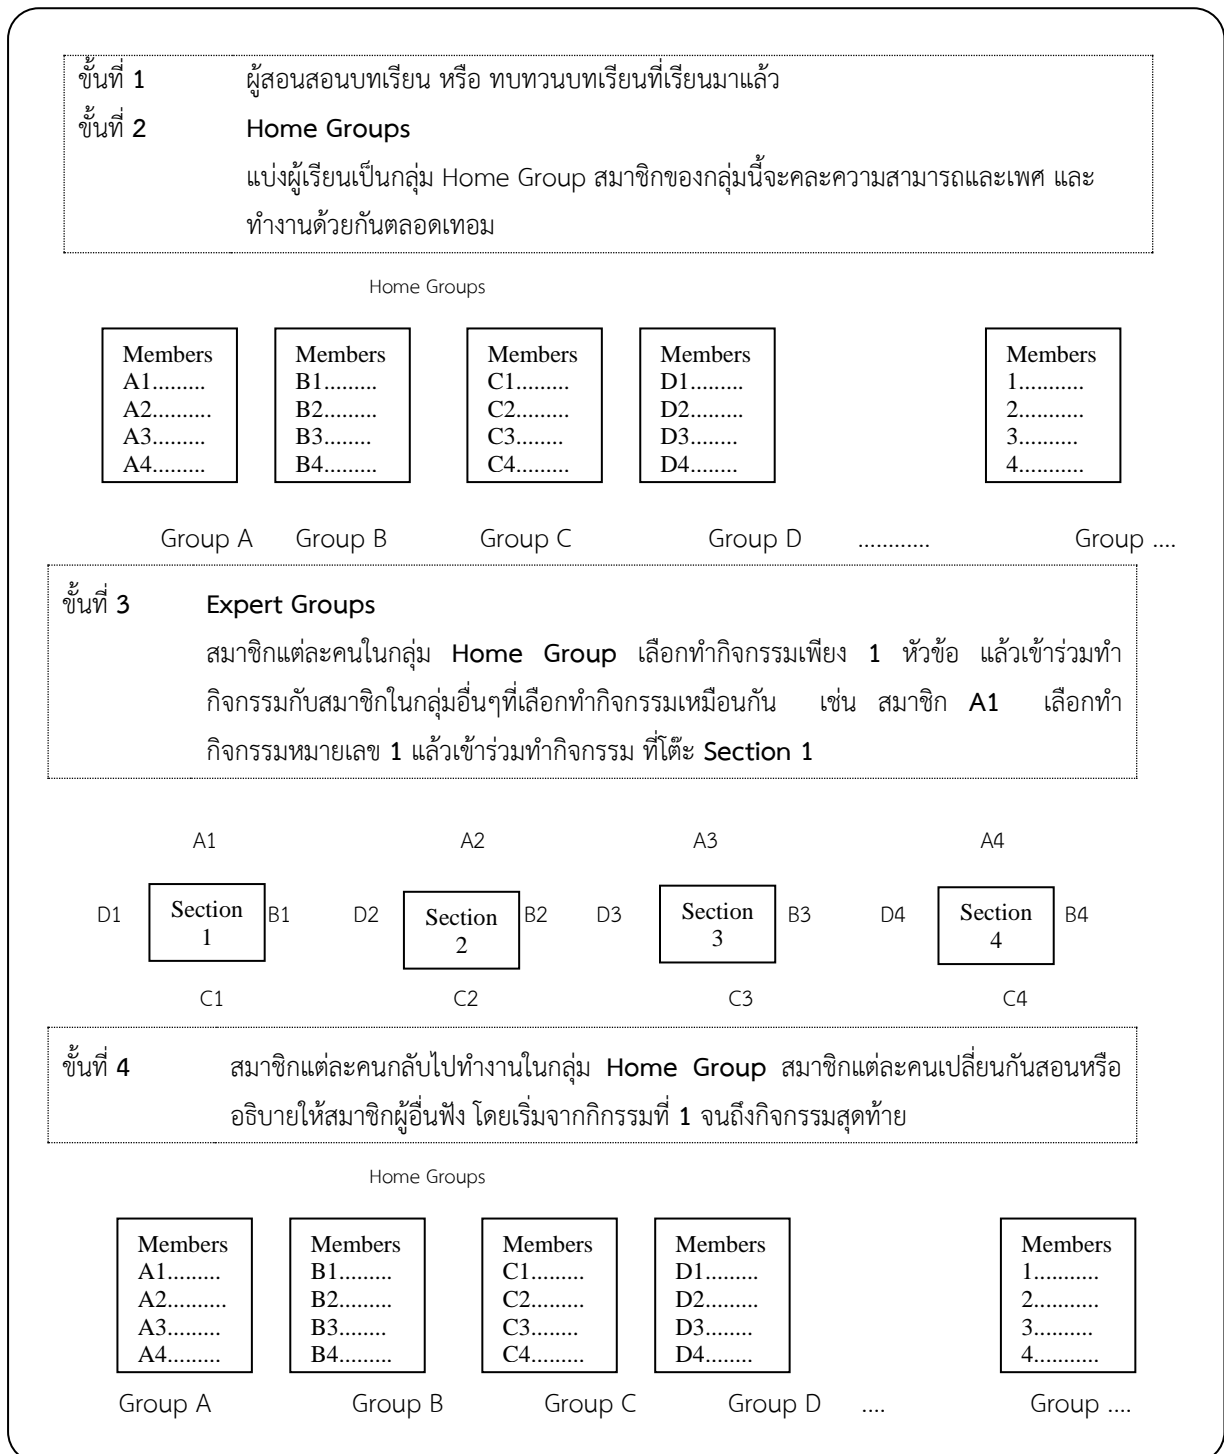 ขั้นที่ 1 ผู้สอนสอนบทเรียน หรือ ทบทวนบทเรียนที่เรียนมาแล้ว
ขั้นที่ 2 Home Groups
แบ่งผู้เรียนเป็นกลุ่ม Home Group สมาชิกของกลุ่มนี้จะคละความสามารถและเพศ และ
ทำงานด้วยกันตลอดเทอม
Home Groups
Members Members Members Members Members
A1......... B1......... C1......... D1......... 1...........
A2.......... B2......... C2......... D2......... 2...........
A3......... B3........ C3........ D3........ 3..........
A4......... B4......... C4......... D4........ 4...........
Group A Group B Group C Group D ............ Group ....
ขั้นที่ 3 Expert Groups
สมาชิกแต่ละคนในกลุ่ม Home Group เลือกทำกิจกรรมเพียง 1 หัวข้อ แล้วเข้าร่วมทำ
กิจกรรมกับสมาชิกในกลุ่มอื่นๆที่เลือกทำกิจกรรมเหมือนกัน เช่น สมาชิก A1 เลือกทำ
กิจกรรมหมายเลข 1 แล้วเข้าร่วมทำกิจกรรม ที่โต๊ะ Section 1
A1 A2 A3 A4
D1 Section B1 D2 Section B2 D3 Section B3 D4 Section B4
1 2 3 4
C1 C2 C3 C4
ขั้นที่ 4 สมาชิกแต่ละคนกลับไปทำงานในกลุ่ม Home Group สมาชิกแต่ละคนเปลี่ยนกันสอนหรือ
อธิบายให้สมาชิกผู้อื่นฟัง โดยเริ่มจากกิกรรมที่ 1 จนถึงกิจกรรมสุดท้าย
Home Groups
Members Members Members Members Members
A1......... B1......... C1......... D1......... 1...........
A2.......... B2......... C2......... D2......... 2...........
A3......... B3........ C3........ D3........ 3..........
A4......... B4......... C4......... D4........ 4...........
Group A Group B Group C Group D .... Group ....